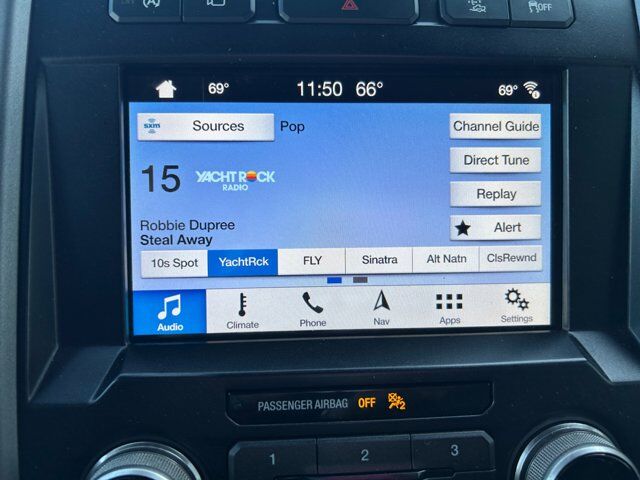 OFF
69° 11:50 66° 69°
sxm Sources Pop Channel Guide
Direct Tune
15 YACHT ROCK
RADIO
Replay
Robbie Dupree
Steal Away
Alert
10s Spot YachtRck FLY Sinatra Alt Natn ClsRewnd
Audio Climate Phone Nav Apps Settings
PASSENGER AIRBAG OFF 2
1 2 3